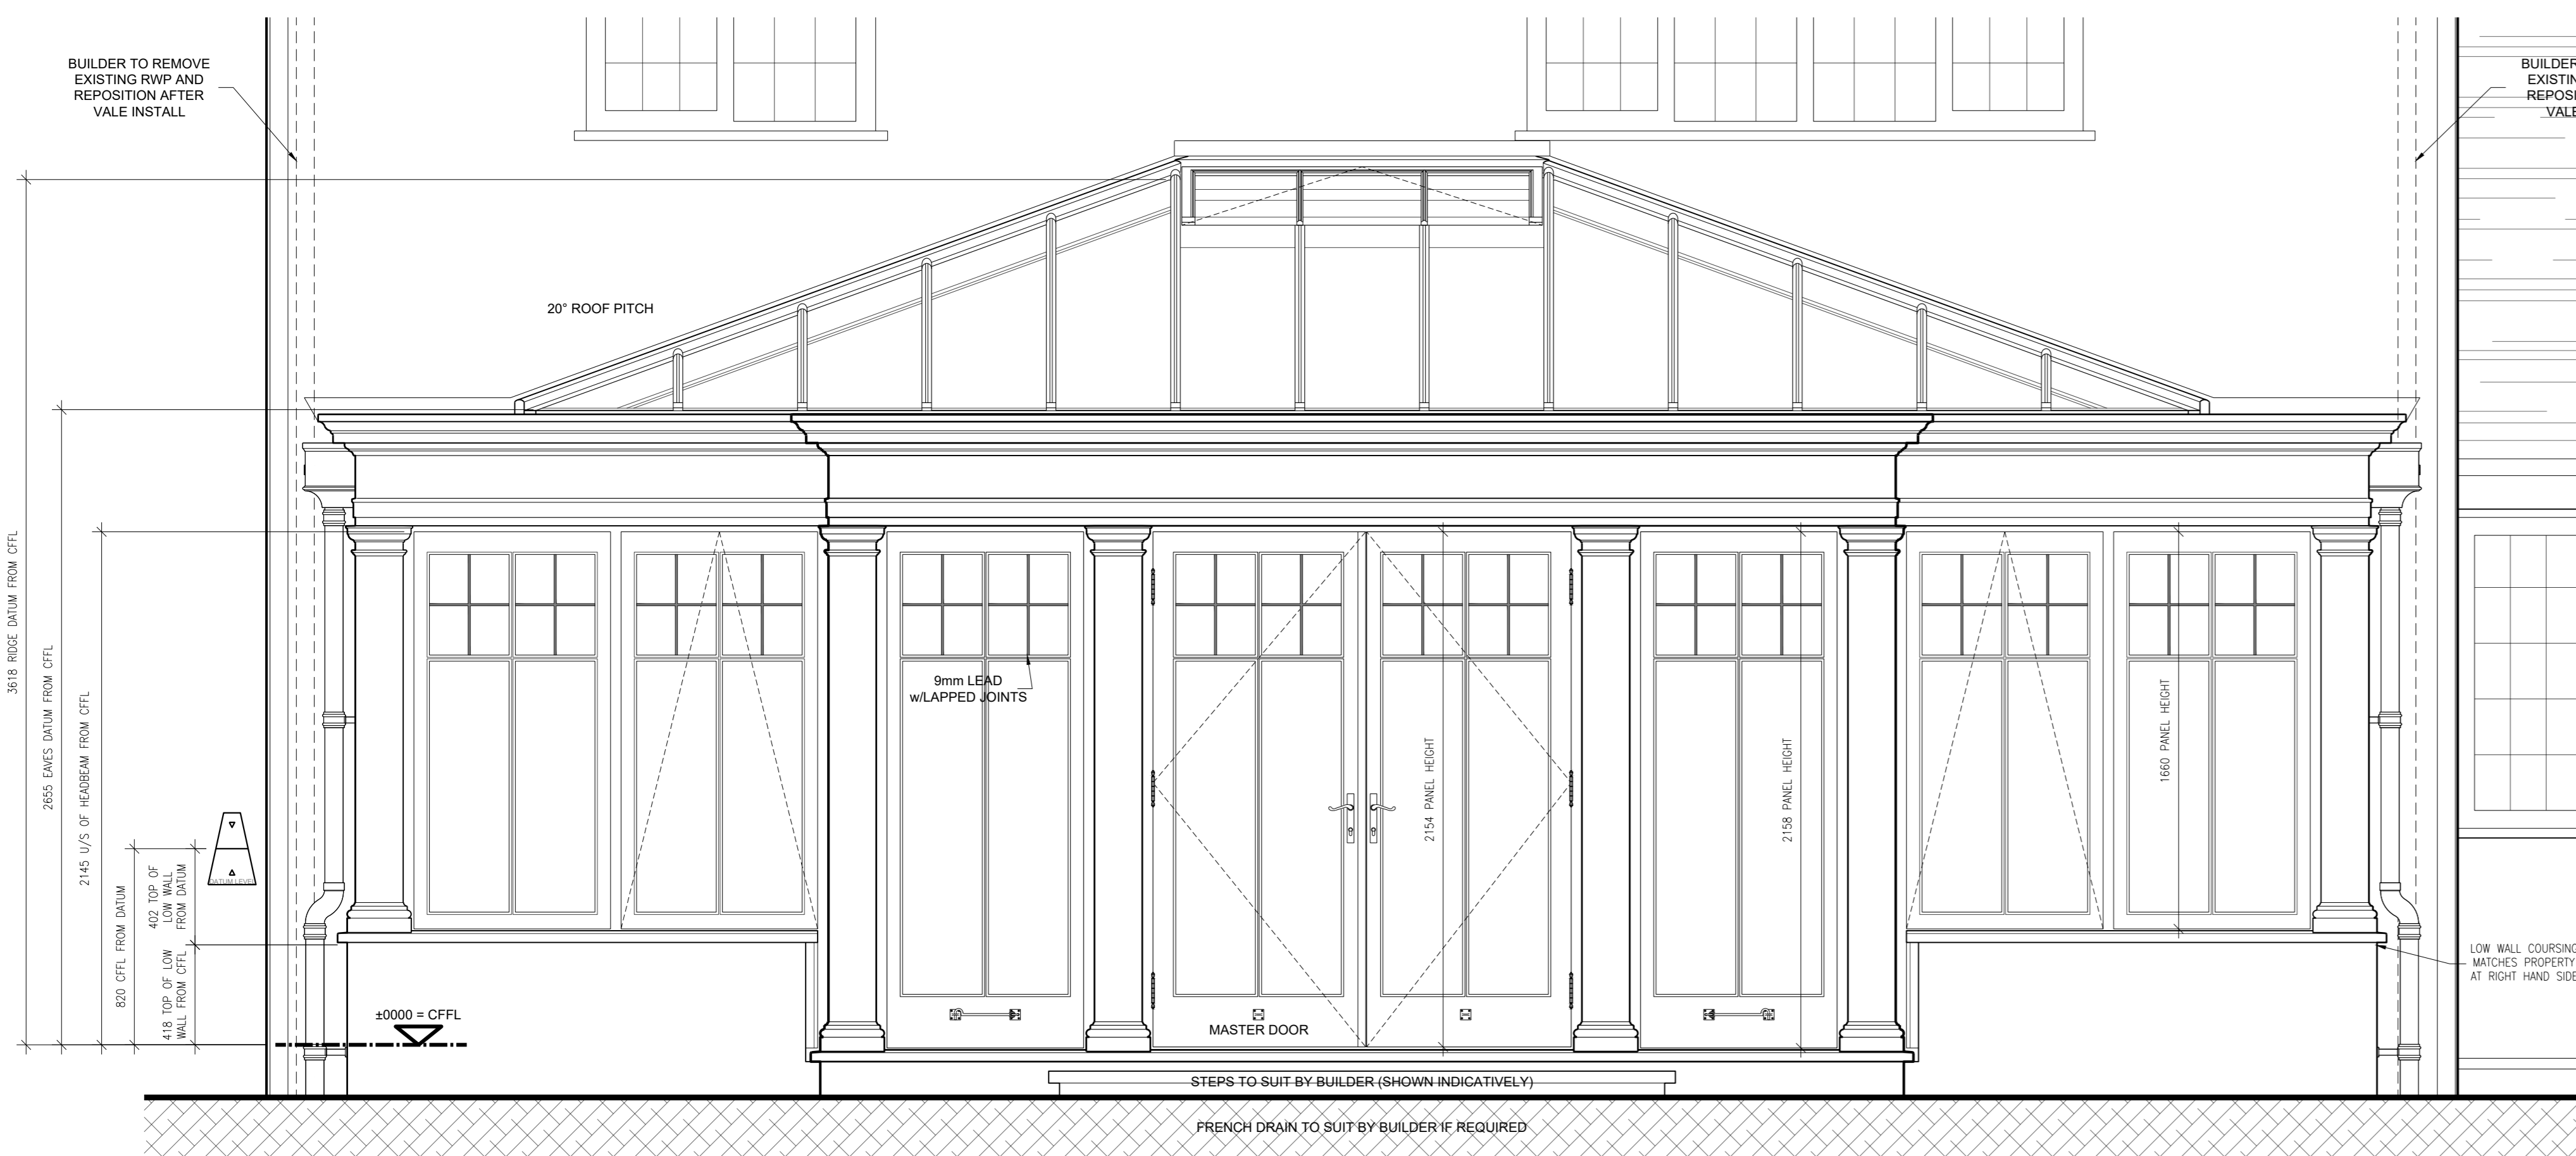 BUILDER TO REMOVE
EXISTING RWP AND
REPOSITION AFTER
VALE INSTALL
BUILDER
EXISTIN
REPOSI
VALE
20° ROOF PITCH
3618 RIDGE DATUM FROM CFFL
2655 EAVES DATUM FROM CFFL
2145 U/S OF HEADBEAM FROM CFFL
820 CFFL FROM DATUM
402 TOP OF
LOW WALL
FROM DATUM
418 TOP OF LOW
WALL FROM CFFL
DATUM LEVEL
±0000 = CFFL
9mm LEAD
w/LAPPED JOINTS
2154 PANEL HEIGHT
2158 PANEL HEIGHT
1660 PANEL HEIGHT
MASTER DOOR
LOW WALL COURSING
MATCHES PROPERTY
AT RIGHT HAND SIDE
STEPS TO SUIT BY BUILDER (SHOWN INDICATIVELY)
FRENCH DRAIN TO SUIT BY BUILDER IF REQUIRED